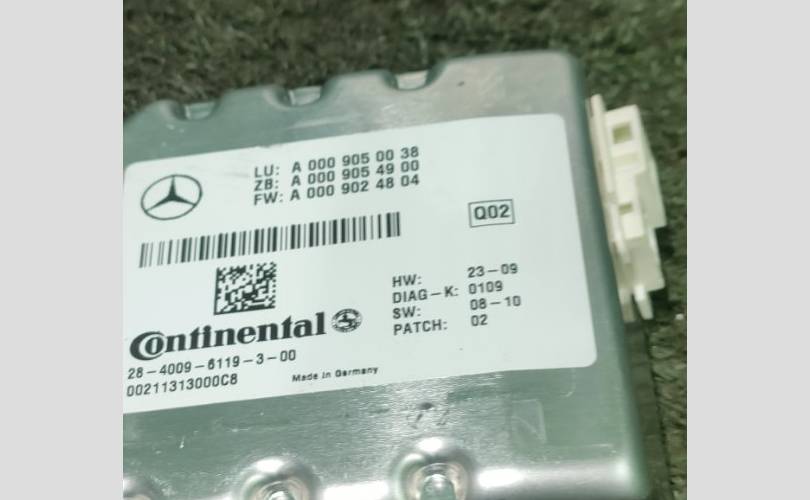 LU: A 000 905 00 38
ZB: A 000 905 49 00
FW: A 000 902 48 04
Q02
HW: 23-09
DIAG-K: 0109
SW: 08-10
PATCH: 02
Continental
28-4009-6119-3-00
00211313000C8
Made in Germany